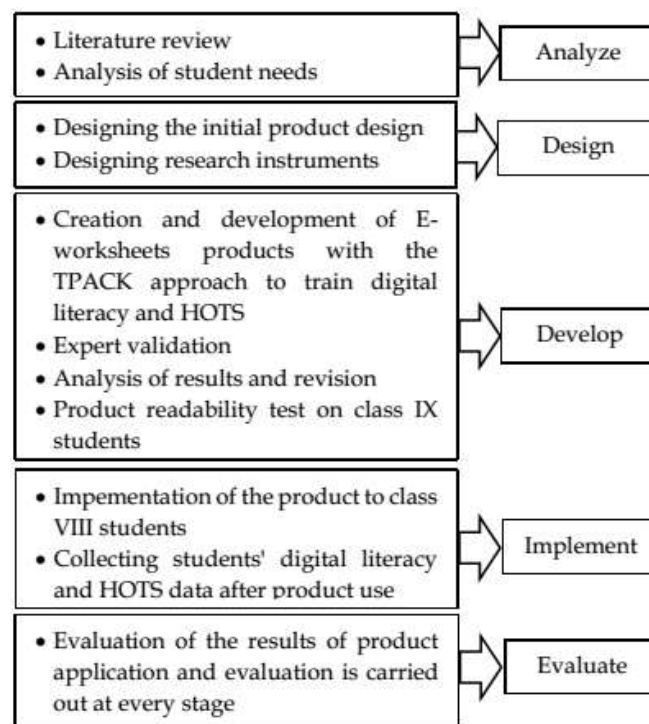 • Literature review
• Analysis of student needs
Analyze
• Designing the initial product design
• Designing research instruments
Design
• Creation and development of E-
worksheets products with the
TPACK approach to train digital
literacy and HOTS
• Expert validation
• Analysis of results and revision
• Product readability test on class IX
students
Develop
• Impementation of the product to class
VIII students
• Collecting students' digital literacy
and HOTS data after product use
Implement
• Evaluation of the results of product
application and evaluation is carried
out at every stage
Evaluate